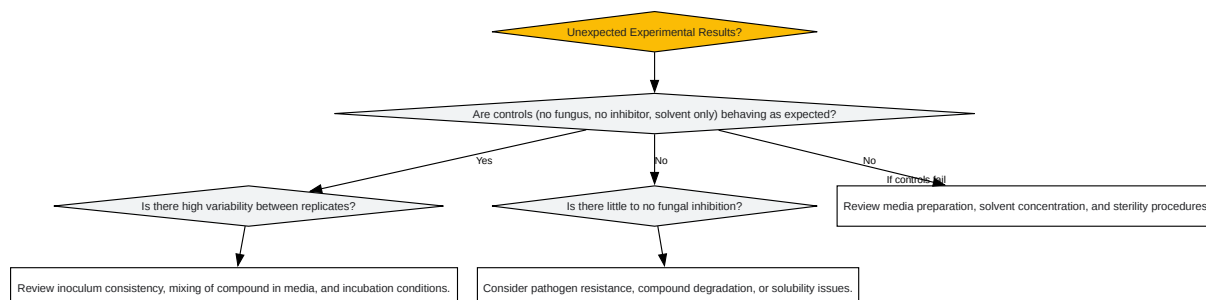 Unexpected Experimental Results?
Are controls (no fungus, no inhibitor, solvent only) behaving as expected?
Yes
No
No
If controls fail
Is there high variability between replicates?
Is there little to no fungal inhibition?
Review media preparation, solvent concentration, and sterility procedures
Review inoculum consistency, mixing of compound in media, and incubation conditions.
Consider pathogen resistance, compound degradation, or solubility issues.